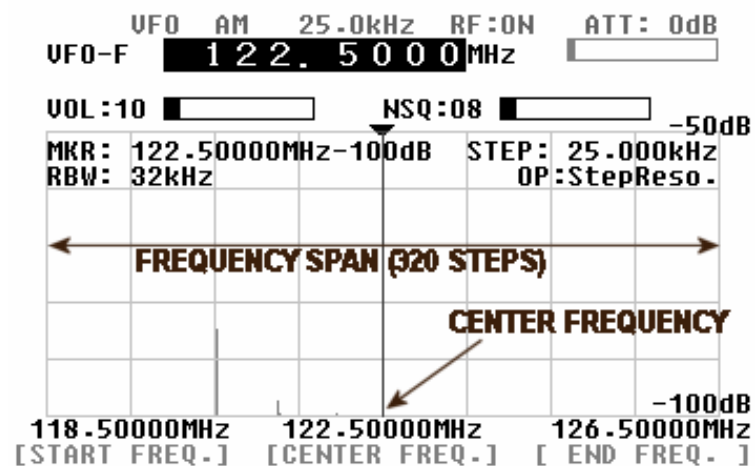 VFO AM 25.0kHz RF:ON ATT: 0dB
VFO-F 122.5000MHz
VOL:10 NSQ:08
-50dB
MKR: 122.50000MHz-100dB STEP: 25.000kHz
RBW: 32kHz OP:StepReso.
FREQUENCY SPAN (320 STEPS)
CENTER FREQUENCY
-100dB
118.50000MHz 122.50000MHz 126.50000MHz
[START FREQ.] [CENTER FREQ.] [ END FREQ. ]